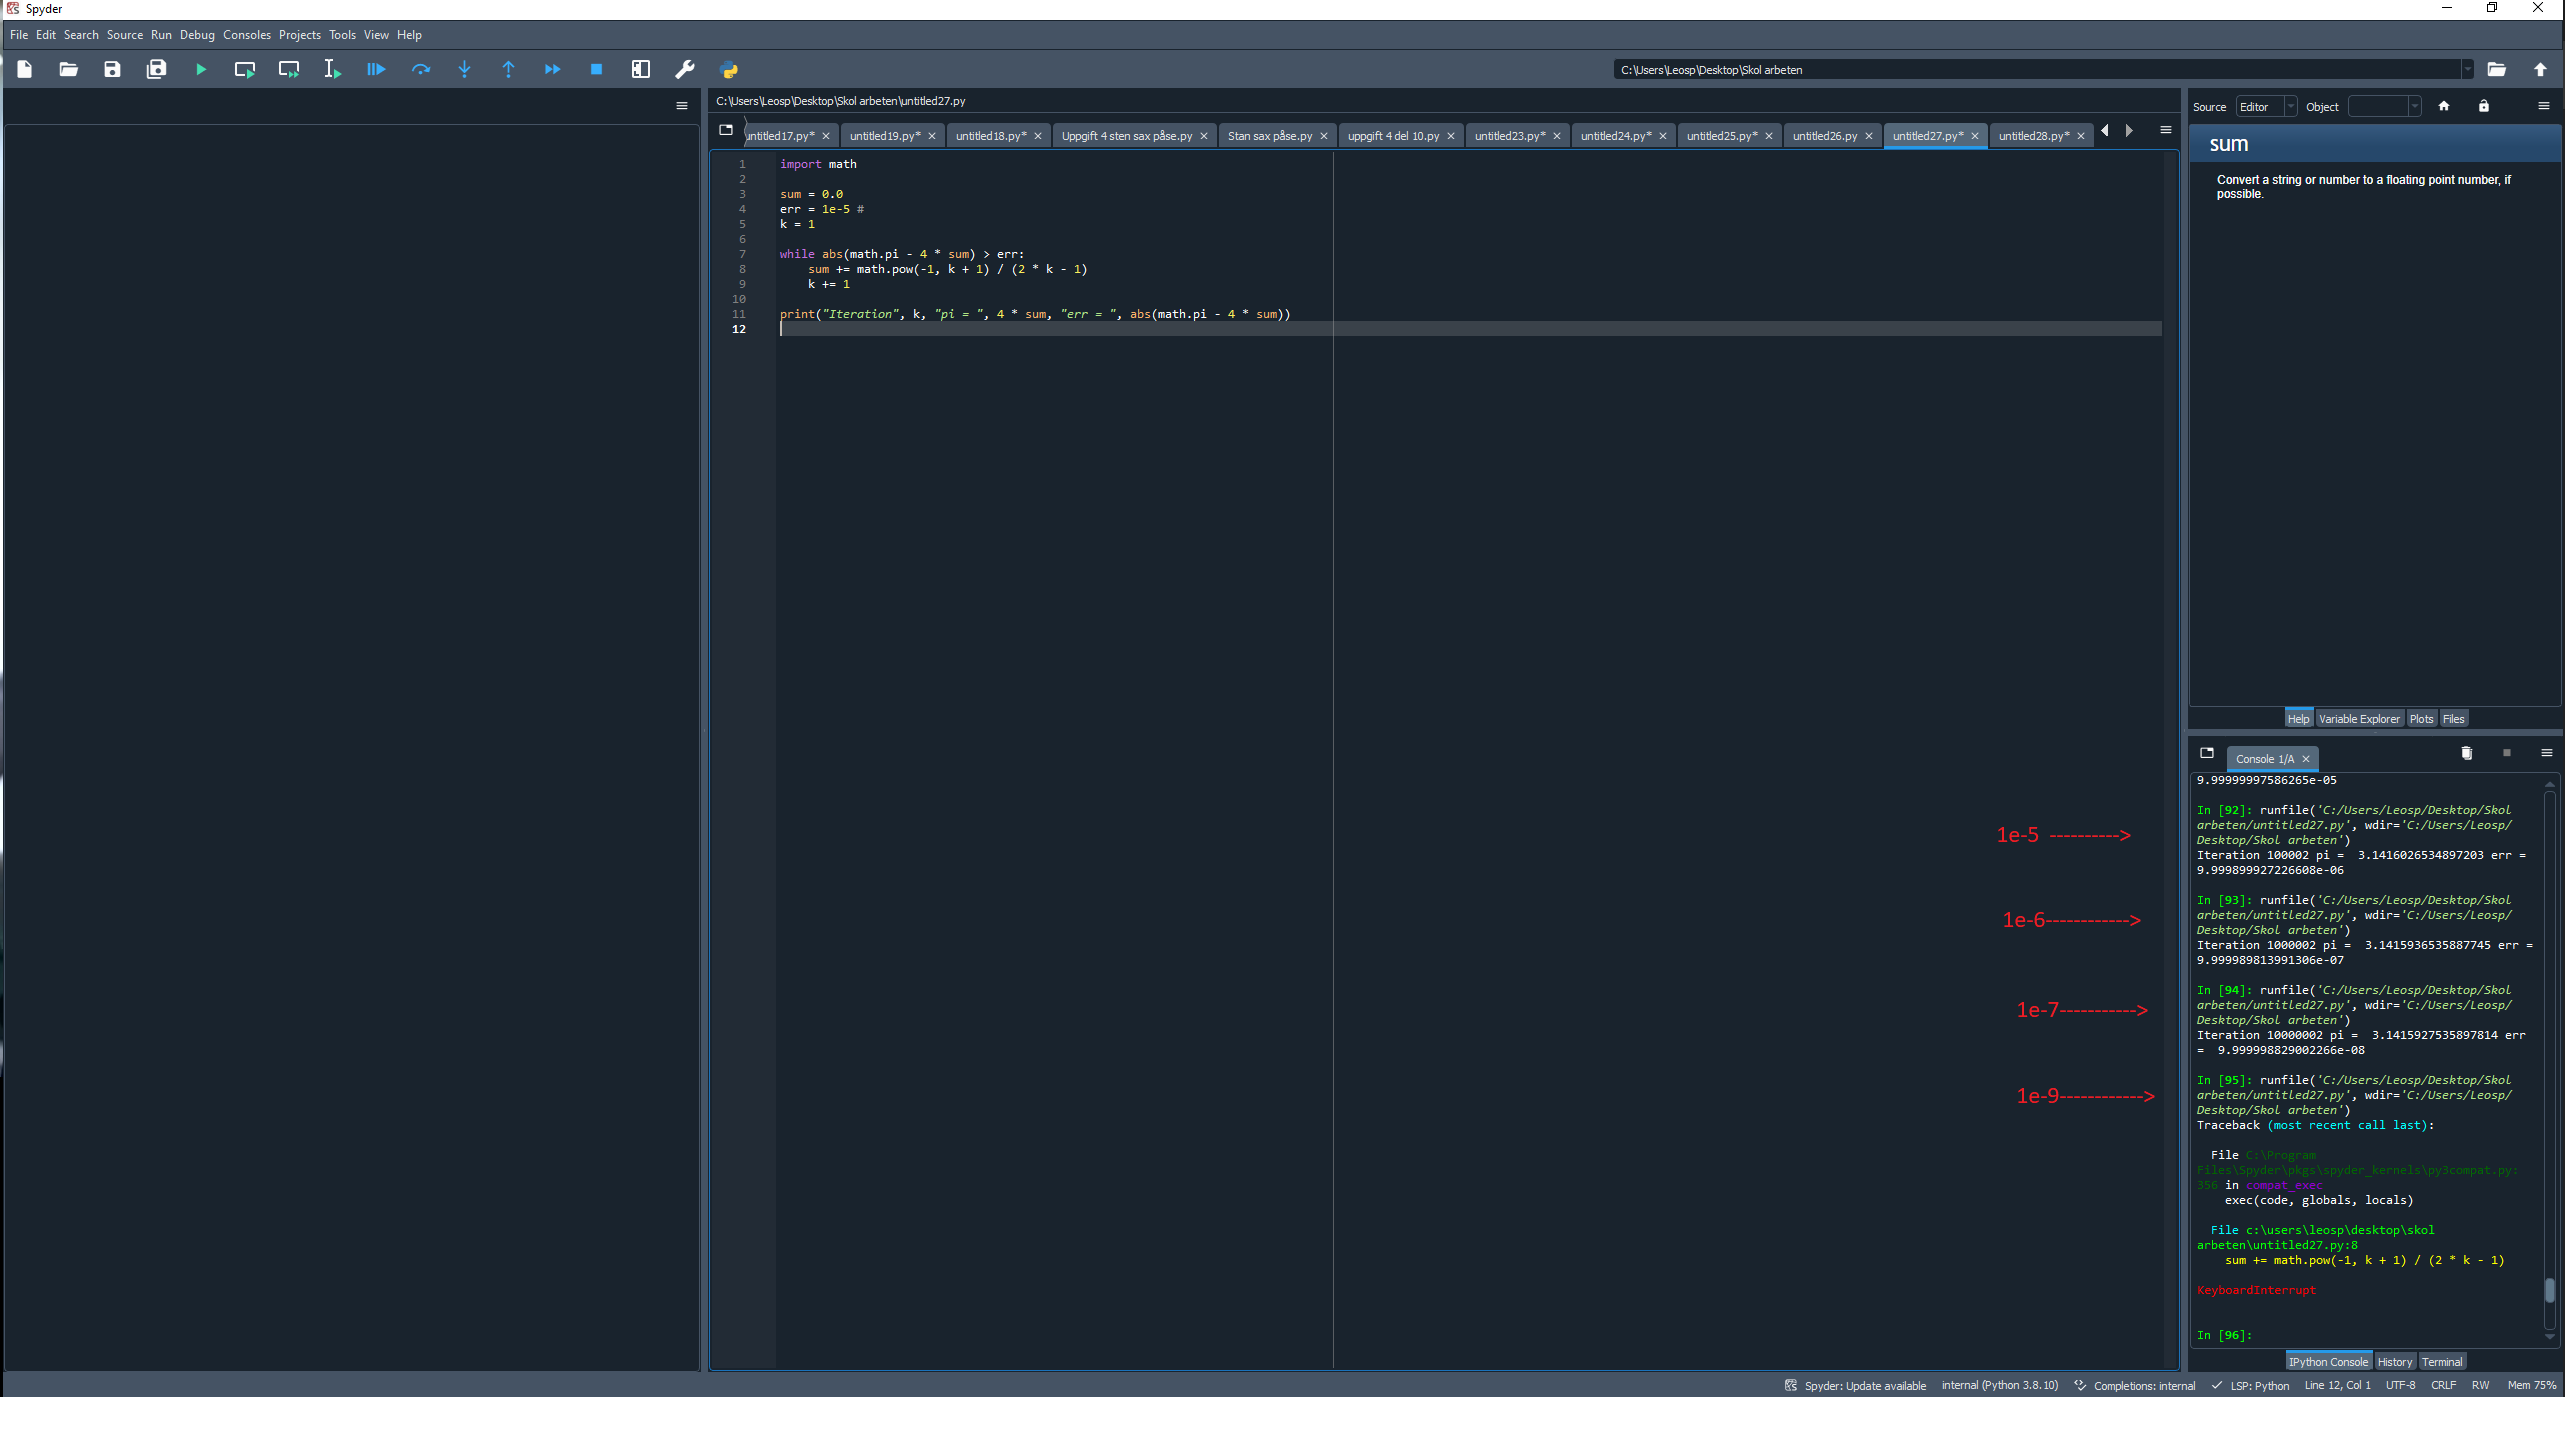 Spyder
File Edit Search Source Run Debug Consoles Projects Tools View Help
C:\Users\Leosp\Desktop\Skol arbeten
C:\Users\Leosp\Desktop\Skol arbeten\untitled27.py
untitled17.py* untitled19.py* untitled18.py* Uppgift 4 sten sax påse.py Stan sax påse.py uppgift 4 del 10.py untitled23.py* untitled24.py* untitled25.py* untitled26.py untitled27.py* untitled28.py*
1 import math
2
3 sum = 0.0
4 err = 1e-5 #
5 k = 1
6
7 while abs(math.pi - 4 * sum) > err:
8     sum += math.pow(-1, k + 1) / (2 * k - 1)
9     k += 1
10
11 print("Iteration", k, "pi = ", 4 * sum, "err = ", abs(math.pi - 4 * sum))
12
1e-5 ---------->
1e-6------------>
1e-7----------->
1e-9------------>
Source Editor Object
sum
Convert a string or number to a floating point number, if
possible.
Help Variable Explorer Plots Files
Console 1/A
9.99999997586265e-05
In [92]: runfile('C:/Users/Leosp/Desktop/Skol
arbeten/untitled27.py', wdir='C:/Users/Leosp/
Desktop/Skol arbeten')
Iteration 100002 pi =  3.1416026534897203 err =
9.999899927226608e-06
In [93]: runfile('C:/Users/Leosp/Desktop/Skol
arbeten/untitled27.py', wdir='C:/Users/Leosp/
Desktop/Skol arbeten')
Iteration 1000002 pi =  3.1415936535887745 err =
9.999989813991306e-07
In [94]: runfile('C:/Users/Leosp/Desktop/Skol
arbeten/untitled27.py', wdir='C:/Users/Leosp/
Desktop/Skol arbeten')
Iteration 10000002 pi =  3.1415927535897814 err
=  9.999998829002266e-08
In [95]: runfile('C:/Users/Leosp/Desktop/Skol
arbeten/untitled27.py', wdir='C:/Users/Leosp/
Desktop/Skol arbeten')
Traceback (most recent call last):
File C:\Program
Files\Spyder\pkgs\spyder_kernels\py3compat.py:
356 in compat_exec
exec(code, globals, locals)
File c:\users\leosp\desktop\skol
arbeten\untitled27.py:8
sum += math.pow(-1, k + 1) / (2 * k - 1)
KeyboardInterrupt
In [96]:
IPython Console History Terminal
Spyder: Update available internal (Python 3.8.10) Completions: internal LSP: Python Line 12, Col 1 UTF-8 CRLF RW Mem 75%